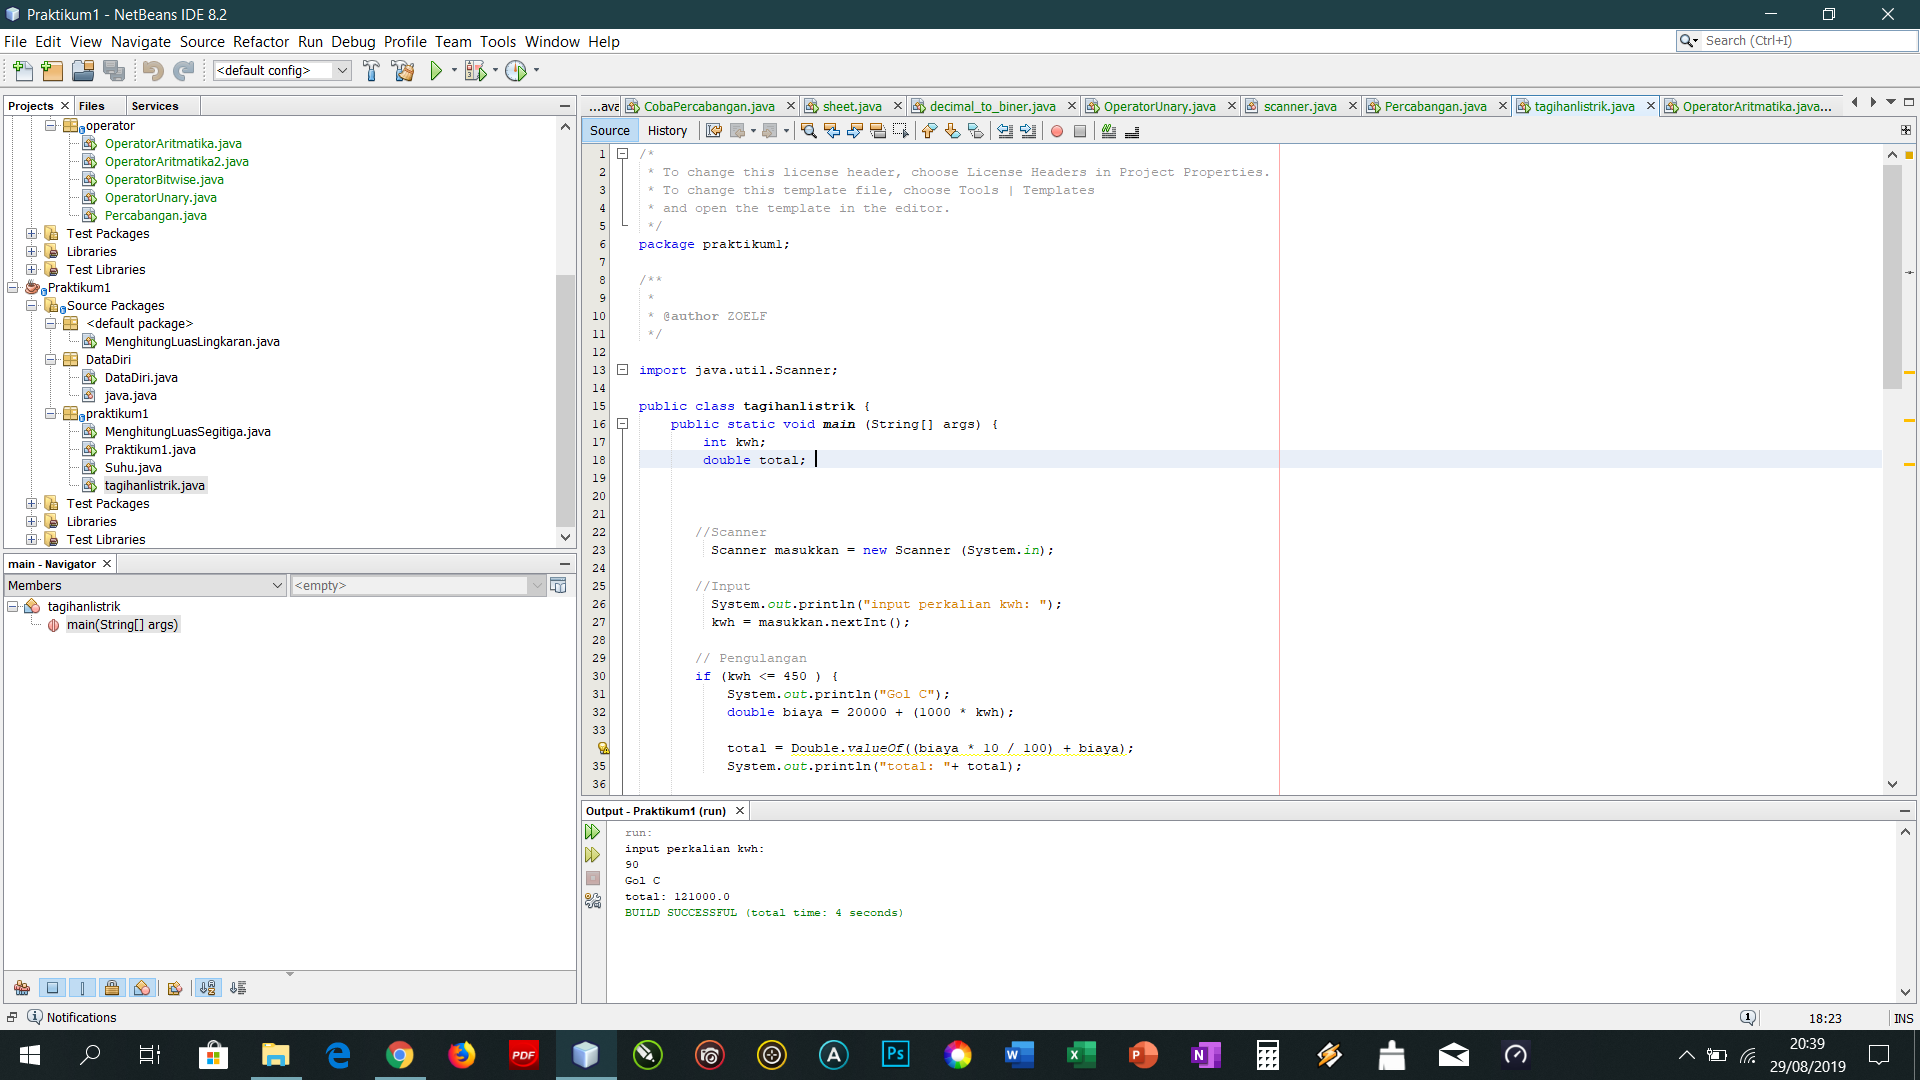 Praktikum1 - NetBeans IDE 8.2
File Edit View Navigate Source Refactor Run Debug Profile Team Tools Window Help
Search (Ctrl+I)
<default config>
Projects Files Services
operator
OperatorAritmatika.java
OperatorAritmatika2.java
OperatorBitwise.java
OperatorUnary.java
Percabangan.java
Test Packages
Libraries
Test Libraries
Praktikum1
Source Packages
<default package>
MenghitungLuasLingkaran.java
DataDiri
DataDiri.java
java.java
praktikum1
MenghitungLuasSegitiga.java
Praktikum1.java
Suhu.java
tagihanlistrik.java
Test Packages
Libraries
Test Libraries
main - Navigator
Members
<empty>
tagihanlistrik
main(String[] args)
...ava CobaPercabangan.java sheet.java decimal_to_biner.java OperatorUnary.java scanner.java Percabangan.java tagihanlistrik.java OperatorAritmatika.java...
Source History
1 /*
2 * To change this license header, choose License Headers in Project Properties.
3 * To change this template file, choose Tools | Templates
4 * and open the template in the editor.
5 */
6 package praktikum1;
7
8 /**
9 *
10 * @author ZOELF
11 */
12
13 import java.util.Scanner;
14
15 public class tagihanlistrik {
16 public static void main (String[] args) {
17 int kwh;
18 double total;
19
20
21
22 //Scanner
23 Scanner masukkan = new Scanner (System.in);
24
25 //Input
26 System.out.println("input perkalian kwh: ");
27 kwh = masukkan.nextInt();
28
29 // Pengulangan
30 if (kwh <= 450 ) {
31 System.out.println("Gol C");
32 double biaya = 20000 + (1000 * kwh);
33
total = Double.valueOf((biaya * 10 / 100) + biaya);
35 System.out.println("total: "+ total);
36
Output - Praktikum1 (run)
run:
input perkalian kwh:
90
Gol C
total: 121000.0
BUILD SUCCESSFUL (total time: 4 seconds)
Notifications
18:23 INS
PDF
Ps
20:39
29/08/2019